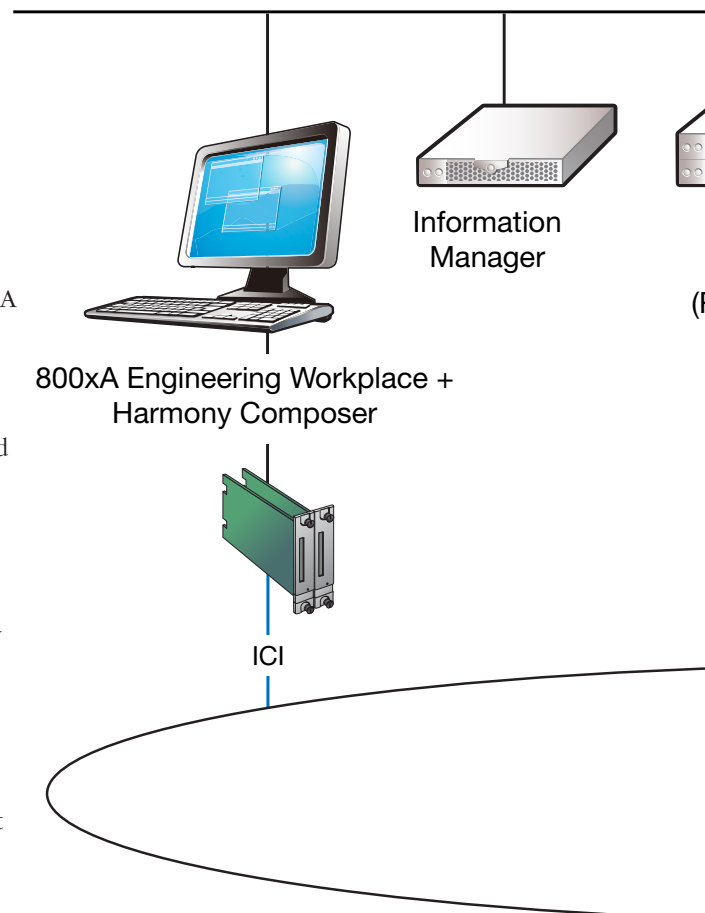 Information
Manager
(F
A
800xA Engineering Workplace +
Harmony Composer
d
ICI
t